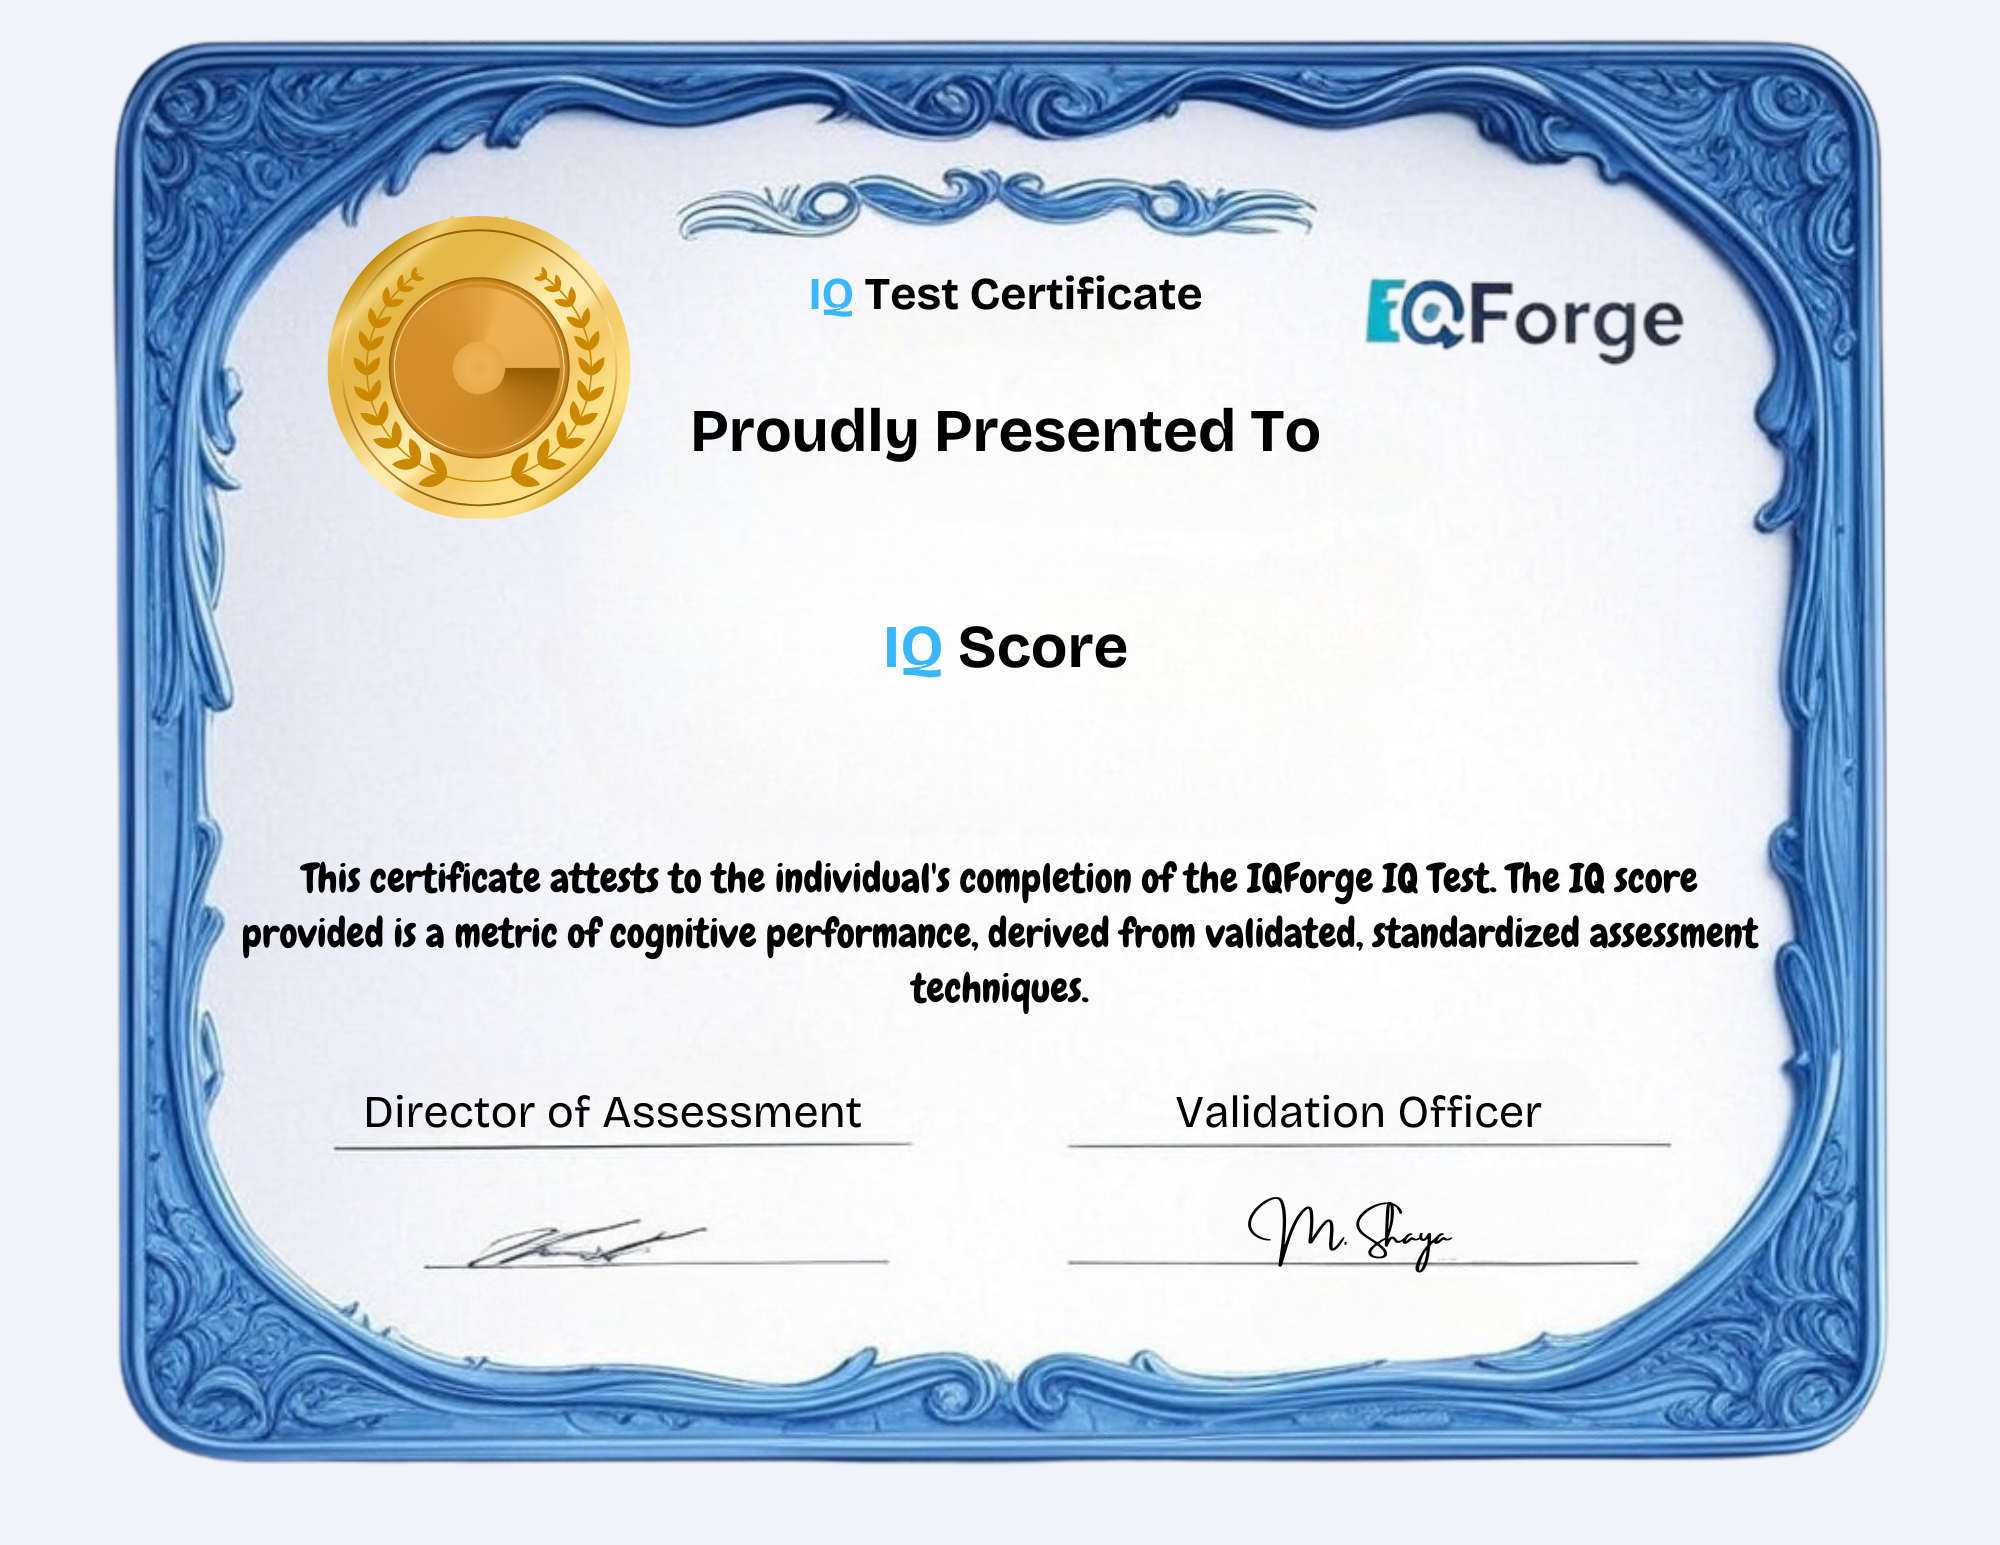 IQ Test Certificate
IQForge
Proudly Presented To
IQ Score
This certificate attests to the individual's completion of the IQForge IQ Test. The IQ score
provided is a metric of cognitive performance, derived from validated, standardized assessment
techniques.
Director of Assessment
Validation Officer
M. Shaya